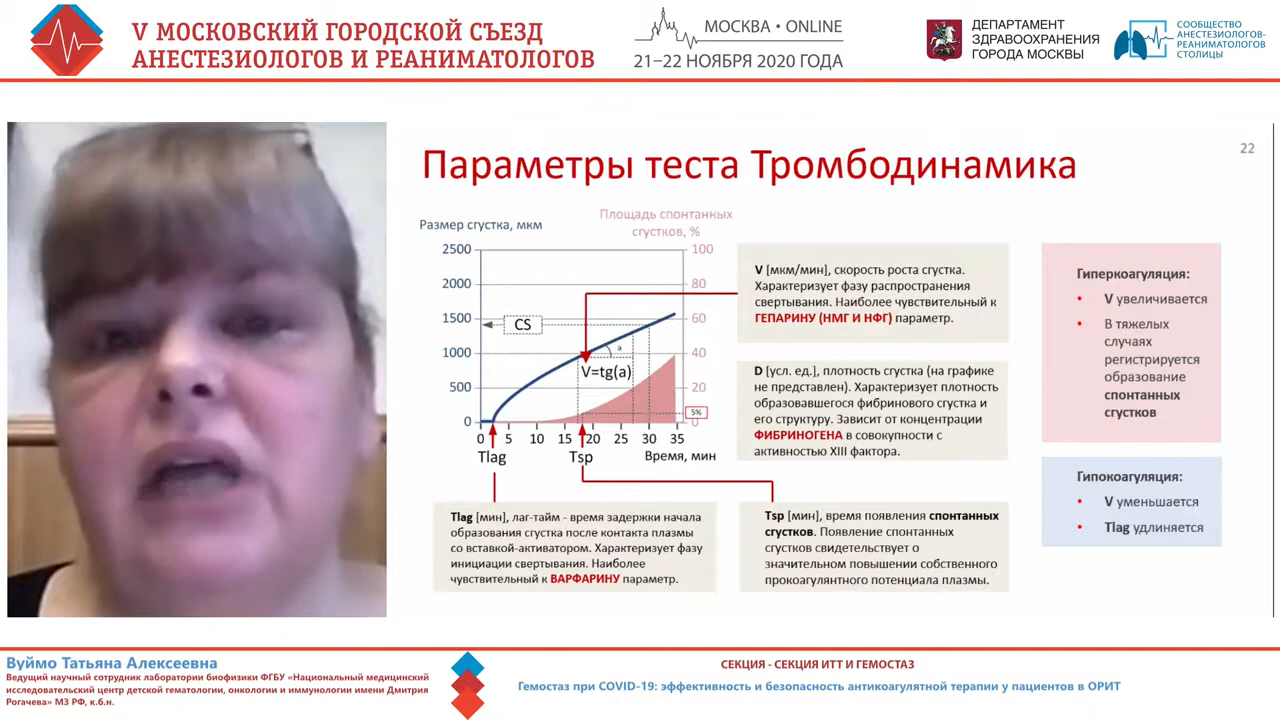 V МОСКОВСКИЙ ГОРОДСКОЙ СЪЕЗД
АНЕСТЕЗИОЛОГОВ И РЕАНИМАТОЛОГОВ
МОСКВА • ONLINE
21–22 НОЯБРЯ 2020 ГОДА
ДЕПАРТАМЕНТ
ЗДРАВООХРАНЕНИЯ
ГОРОДА МОСКВЫ
СООБЩЕСТВО
АНЕСТЕЗИОЛОГОВ-
РЕАНИМАТОЛОГОВ
СТОЛИЦЫ
22
Параметры теста Тромбодинамика
Размер сгустка, мкм
Площадь спонтанных
сгустков, %
2500
2000
1500
1000
500
0
100
80
60
40
20
0
5%
CS
a
V=tg(a)
0 5 10 15 20 25 30 35
Tlag
Tsp
Время, мин
V [мкм/мин], скорость роста сгустка.
Характеризует фазу распространения
свертывания. Наиболее чувствительный к
ГЕПАРИНУ (НМГ И НФГ) параметр.
D [усл. ед.], плотность сгустка (на графике
не представлен). Характеризует плотность
образовавшегося фибринового сгустка и
его структуру. Зависит от концентрации
ФИБРИНОГЕНА в совокупности с
активностью XIII фактора.
Tlag [мин], лаг-тайм - время задержки начала
образования сгустка после контакта плазмы
со вставкой-активатором. Характеризует фазу
инициации свертывания. Наиболее
чувствительный к ВАРФАРИНУ параметр.
Tsp [мин], время появления спонтанных
сгустков. Появление спонтанных
сгустков свидетельствует о
значительном повышении собственного
прокоагулянтного потенциала плазмы.
Гиперкоагуляция:
• V увеличивается
• В тяжелых
случаях
регистрируется
образование
спонтанных
сгустков
Гипокоагуляция:
• V уменьшается
• Tlag удлиняется
Вуймо Татьяна Алексеевна
Ведущий научный сотрудник лаборатории биофизики ФГБУ «Национальный медицинский
исследовательский центр детской гематологии, онкологии и иммунологии имени Дмитрия
Рогачева» МЗ РФ, к.б.н.
СЕКЦИЯ - СЕКЦИЯ ИТТ И ГЕМОСТАЗ
Гемостаз при COVID-19: эффективность и безопасность антикоагулятной терапии у пациентов в ОРИТ